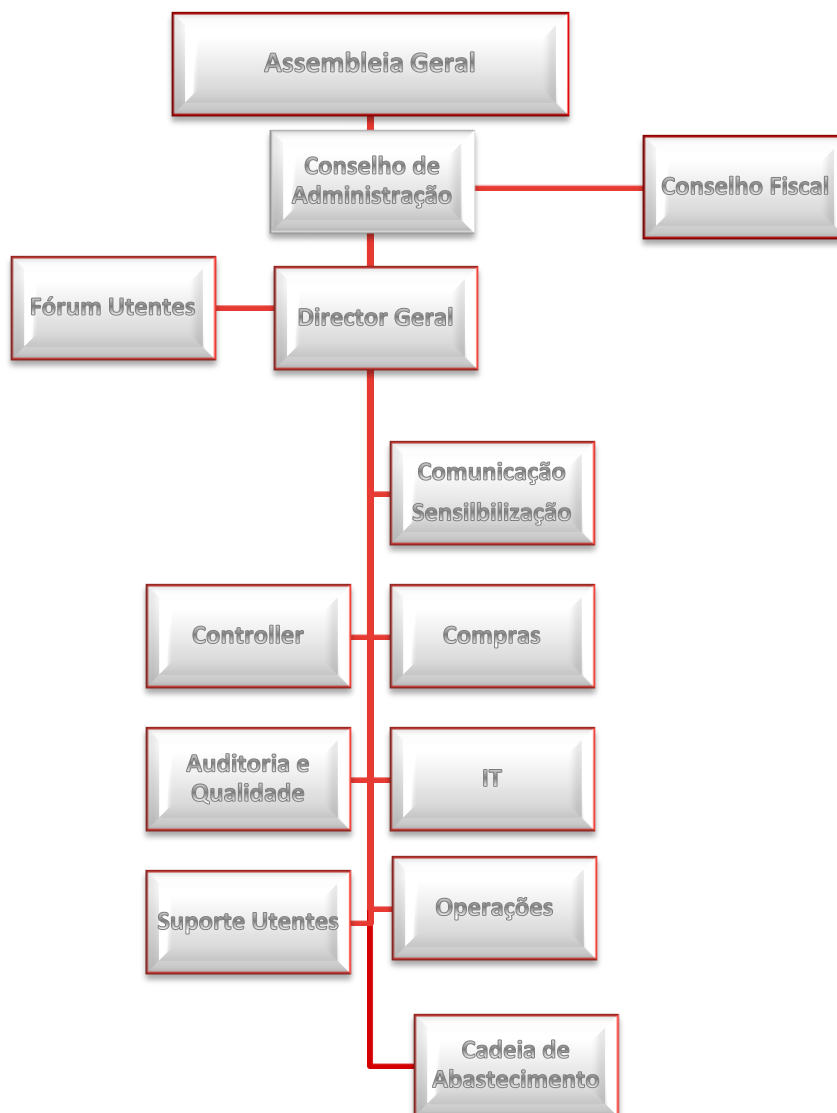 Assembleia Geral
Conselho de
Administração
Conselho Fiscal
Fórum Utentes
Director Geral
Comunicação
Sensilbilização
Controller
Compras
Auditoria e
Qualidade
IT
Suporte Utentes
Operações
Cadeia de
Abastecimento